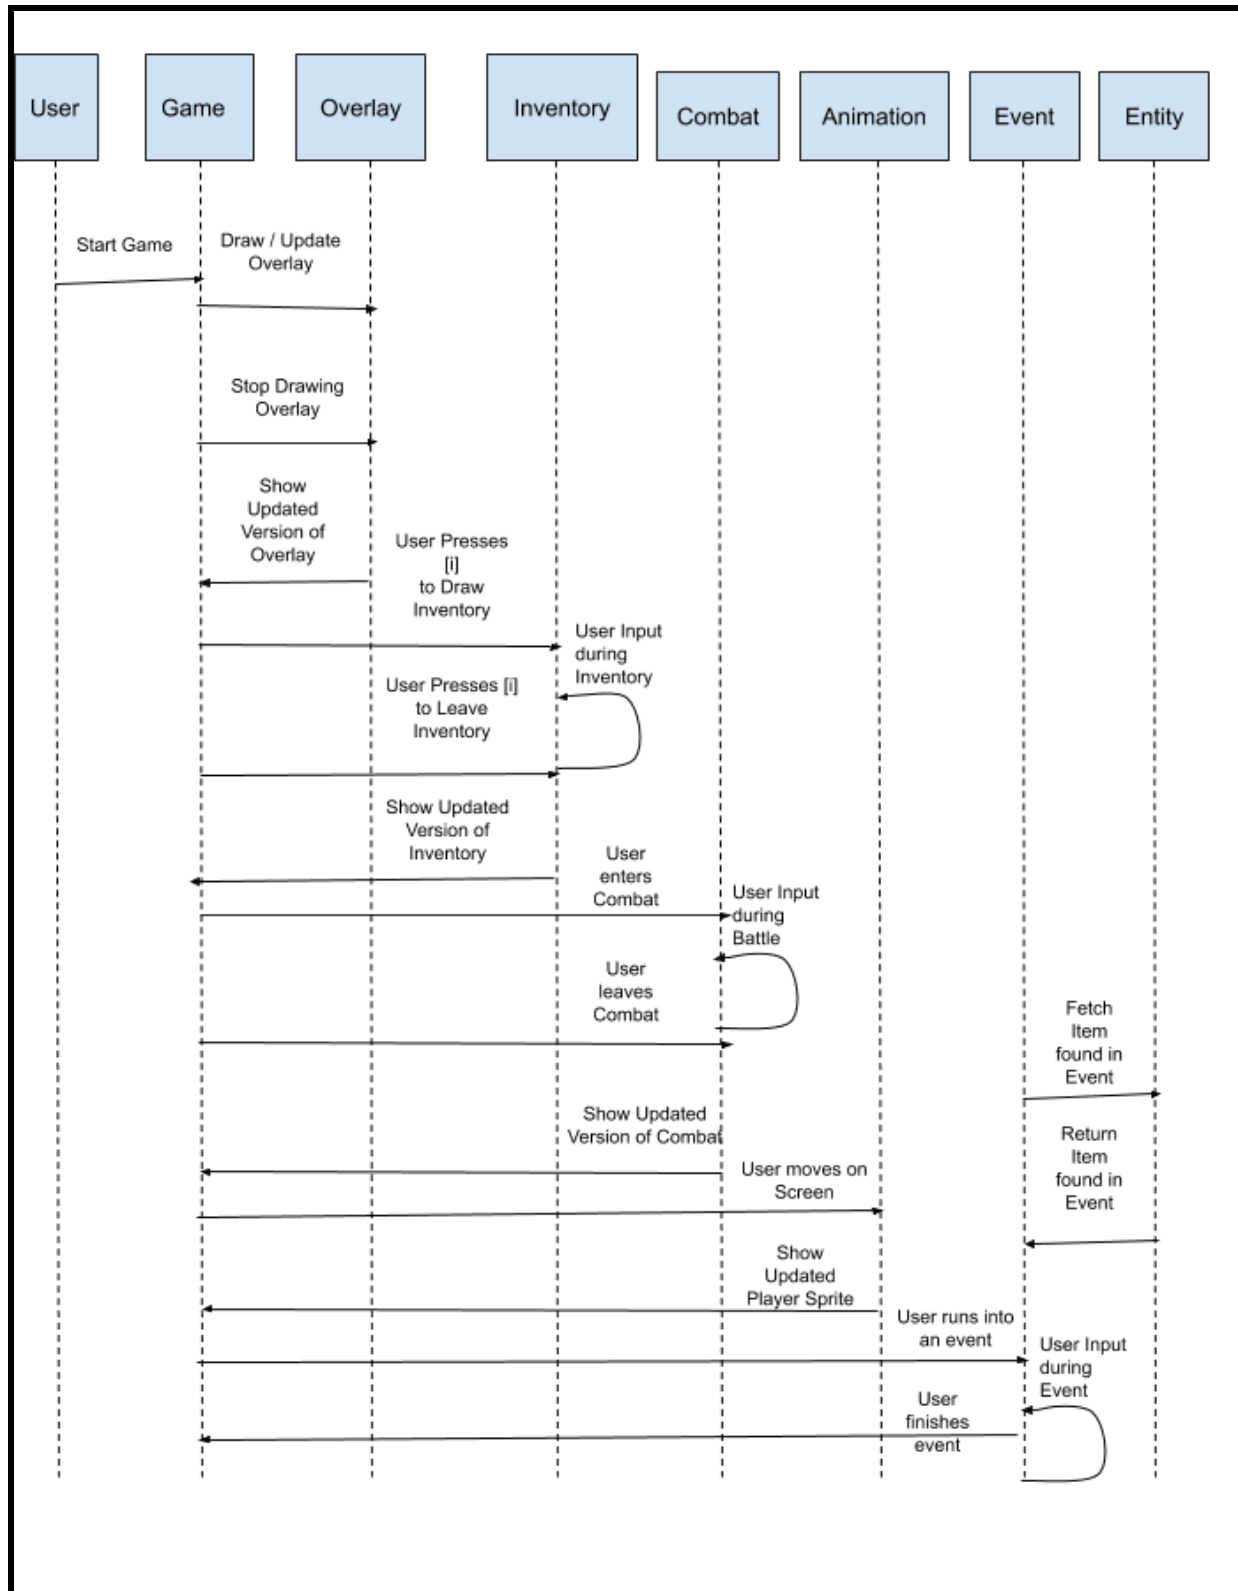 User
Game
Overlay
Inventory
Combat
Animation
Event
Entity
Start Game
Draw / Update
Overlay
Stop Drawing
Overlay
Show
Updated
Version of
Overlay
User Presses
[i]
to Draw
Inventory
User Input
during
Inventory
User Presses [i]
to Leave
Inventory
Show Updated
Version of
Inventory
User
enters
Combat
User Input
during
Battle
User
leaves
Combat
Fetch
Item
found in
Event
Show Updated
Version of Combat
Return
Item
found in
Event
User moves on
Screen
Show
Updated
Player Sprite
User runs into
an event
User Input
during
Event
User
finishes
event